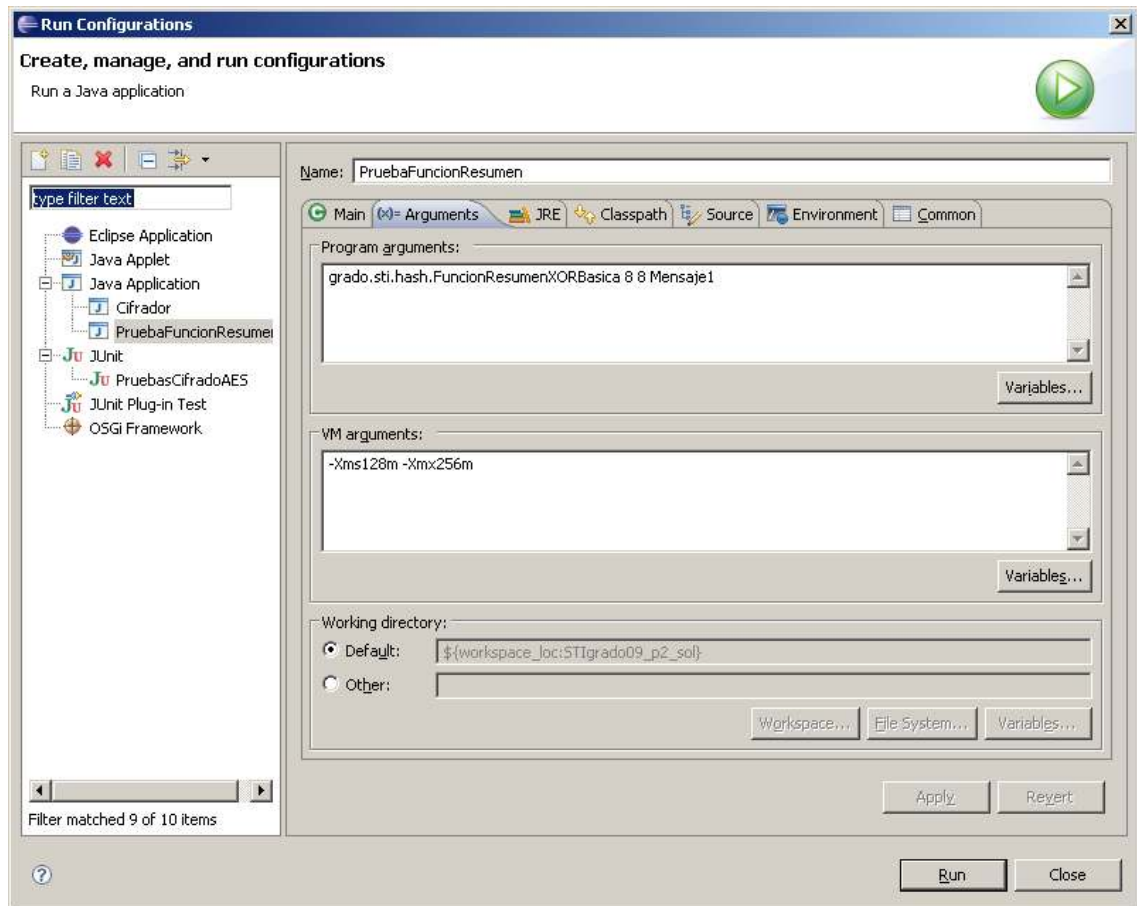 Run Configurations
Create, manage, and run configurations
Run a Java application
type filter text
Eclipse Application
Java Applet
Java Application
Cifrador
PruebaFuncionResumen
JUnit
PruebasCifradoAES
JUnit Plug-in Test
OSGi Framework
Filter matched 9 of 10 items
Name: PruebaFuncionResumen
Main (x)= Arguments JRE Classpath Source Environment Common
Program arguments:
grado.sti.hash.FuncionResumenXORBasica 8 8 Mensaje1
Variables...
VM arguments:
-Xms128m -Xmx256m
Variables...
Working directory:
Default: ${workspace_loc:STIgrado09_p2_sol}
Other:
Workspace... File System... Variables...
Apply Revert
Run Close